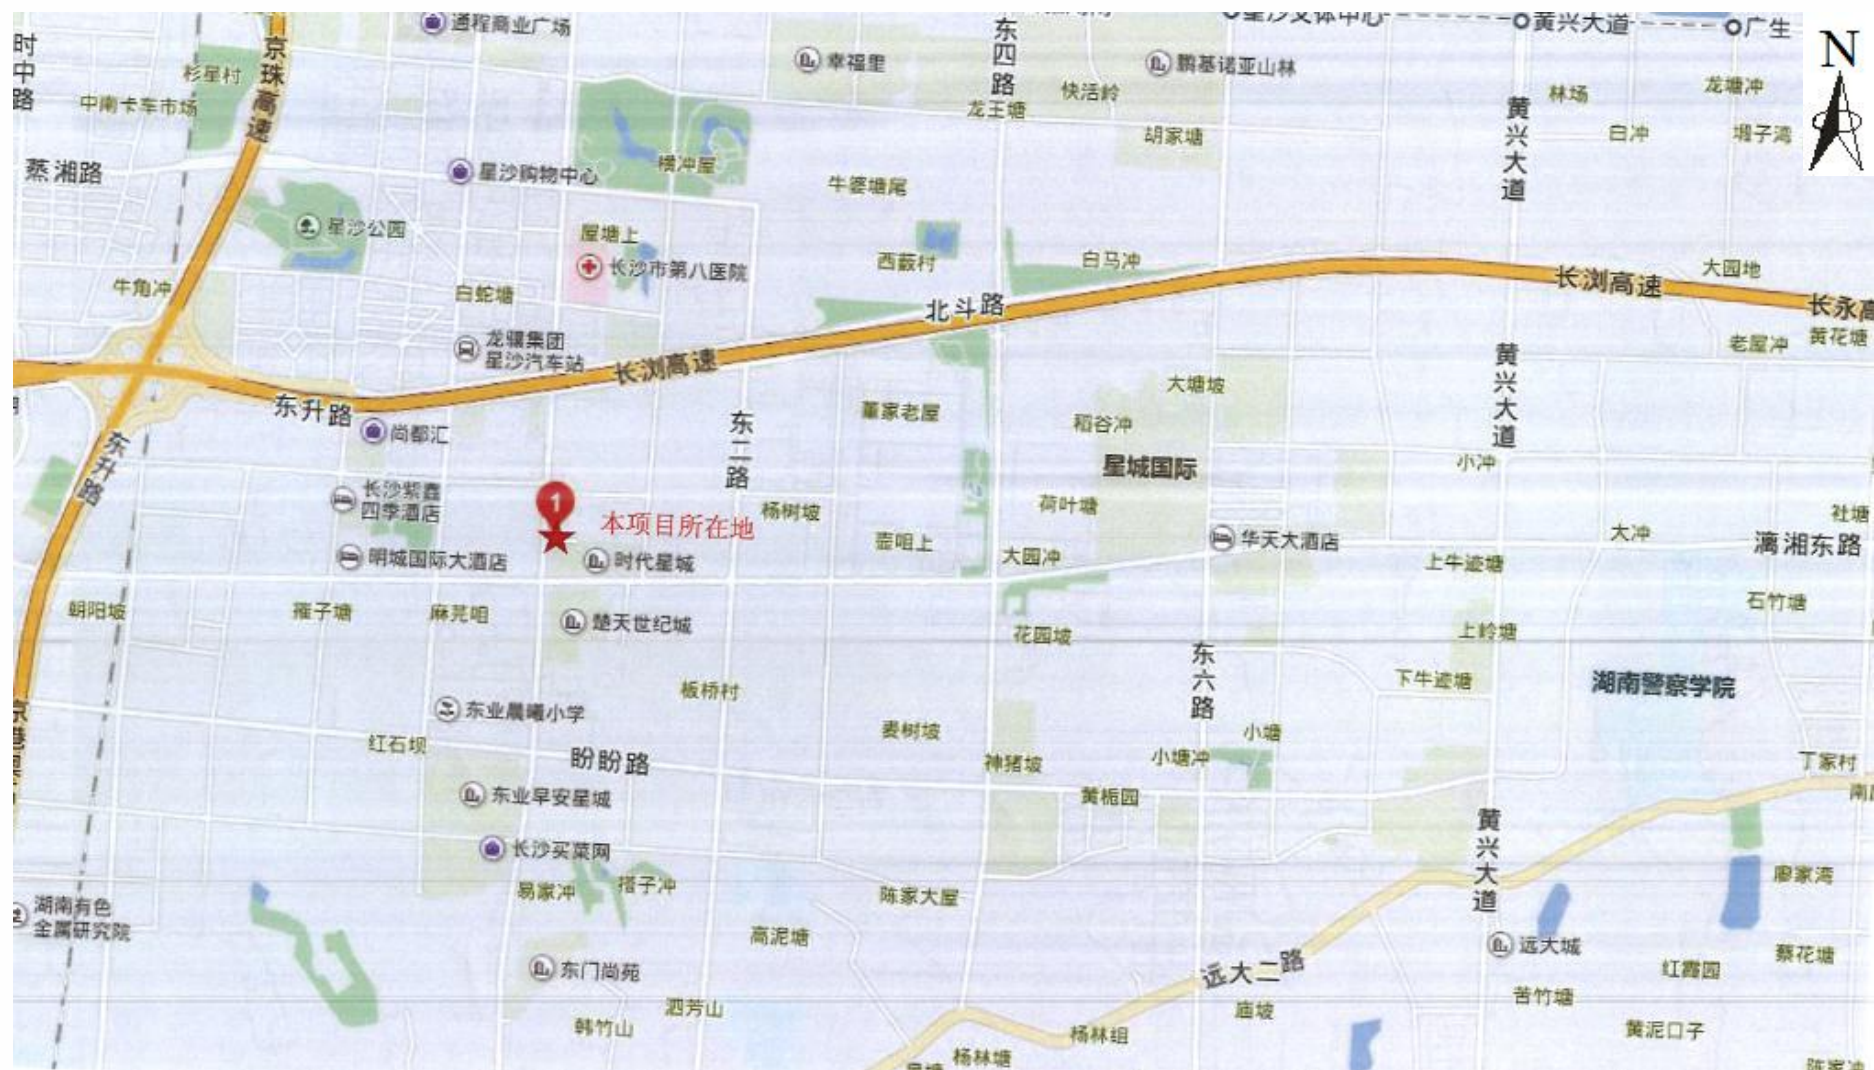 通程商业广场
黄兴大道
广生
N
时中路
杉星村
京珠高速
幸福里
东四路
鹏基诺亚山林
快活岭
龙王塘
中南卡车市场
林场
龙塘冲
黄兴大道
白冲
塅子湾
胡家塘
蒸湘路
星沙购物中心
横冲屋
牛婆塘尾
星沙公园
屋塘上
长沙市第八医院
西薮村
白马冲
大园地
牛角冲
白蛇塘
北斗路
长浏高速
长永高
龙骧集团
星沙汽车站
长浏高速
老屋冲
黄花塘
黄兴大道
大塘坡
东升路
尚都汇
东二路
董家老屋
稻谷冲
星城国际
小冲
东升路
长沙紫鑫
四季酒店
1
本项目所在地
杨树坡
荷叶塘
社塘
壶咀上
大园冲
华天大酒店
大冲
漓湘东路
明城国际大酒店
时代星城
上牛迹塘
朝阳坡
麻芫咀
楚天世纪城
花园坡
石竹塘
上岭塘
东六路
板桥村
下牛迹塘
湖南警察学院
东业晨曦小学
红石坝
盼盼路
麦树坡
小塘
神猪坡
小塘冲
丁家村
东业早安星城
黄栀园
黄兴大道
长沙买菜网
易家冲
搭子冲
陈家大屋
廖家湾
湖南有色
金属研究院
高泥塘
远大城
蔡花塘
东门尚苑
远大二路
红霞园
苦竹塘
泗芳山
庙坡
韩竹山
杨林组
黄泥口子
杨林塘